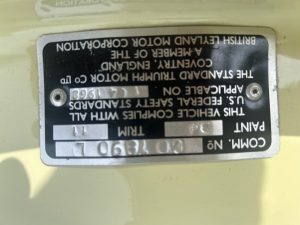 COMM. No
PAINT TRIM 11
THIS VEHICLE COMPLIES WITH ALL
U.S. FEDERAL SAFETY STANDARDS
APPLICABLE ON
THE STANDARD TRIUMPH MOTOR Co LTD
COVENTRY, ENGLAND
A MEMBER OF THE
BRITISH LEYLAND MOTOR CORPORATION